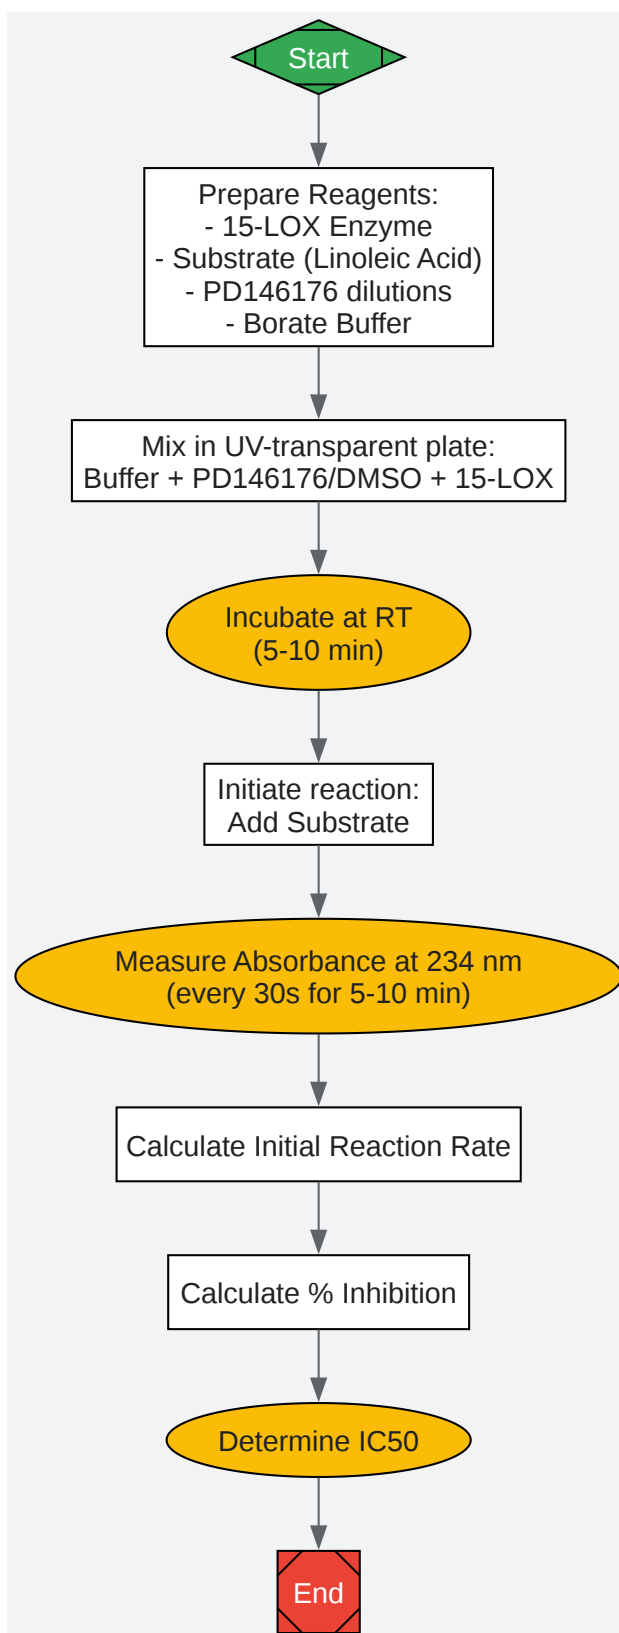 Start
Prepare Reagents:
- 15-LOX Enzyme
- Substrate (Linoleic Acid)
- PD146176 dilutions
- Borate Buffer
Mix in UV-transparent plate:
Buffer + PD146176/DMSO + 15-LOX
Incubate at RT
(5-10 min)
Initiate reaction:
Add Substrate
Measure Absorbance at 234 nm
(every 30s for 5-10 min)
Calculate Initial Reaction Rate
Calculate % Inhibition
Determine IC50
End